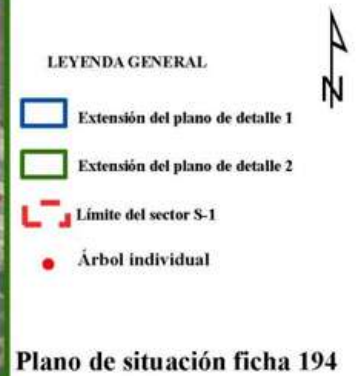 N
LEYENDA GENERAL
Extensión del plano de detalle 1
Extensión del plano de detalle 2
Límite del sector S-1
Árbol individual
Plano de situación ficha 194